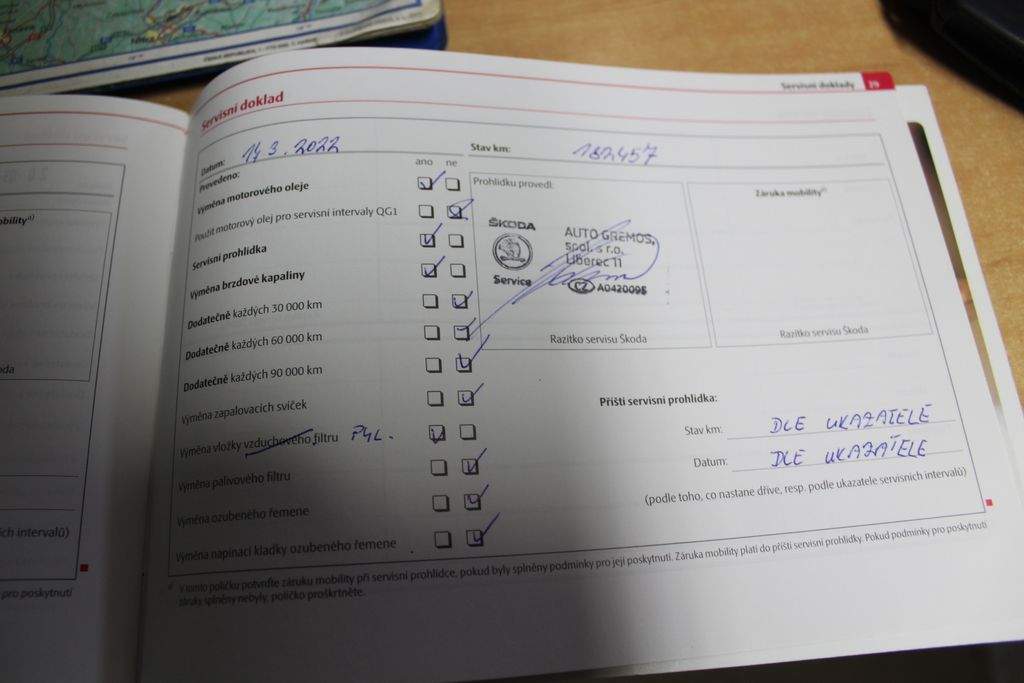 Servisní doklady 19
Servisní doklad
Datum: 14 3. 2022
Stav km: 182457
Provedeno:
ano ne
Výměna motorového oleje
Použit motorový olej pro servisní intervaly QG1
Servisní prohlídka
Výměna brzdové kapaliny
Dodatečně každých 30 000 km
Dodatečně každých 60 000 km
Dodatečně každých 90 000 km
Výměna zapalovacích svíček
Výměna vložky vzduchového filtru PYL.
Výměna palivového filtru
Výměna ozubeného řemene
Výměna napínací kladky ozubeného řemene
Prohlídku provedl:
ŠKODA
Service
AUTO GREMOS,
spol. s r.o.
Liberec 11
CZ A0420095
Razítko servisu Škoda
Záruka mobility a)
Razítko servisu Škoda
Příští servisní prohlídka:
Stav km: DLE UKAZATELE
Datum: DLE UKAZATELE
(podle toho, co nastane dříve, resp. podle ukazatele servisních intervalů)
a) V tomto políčku potvrďte záruku mobility při servisní prohlídce, pokud byly splněny podmínky pro její poskytnutí. Záruka mobility platí do příští servisní prohlídky. Pokud podmínky pro poskytnutí
záruky splněny nebyly, políčko proškrtněte.
bility a)
ch intervalů)
pro poskytnutí